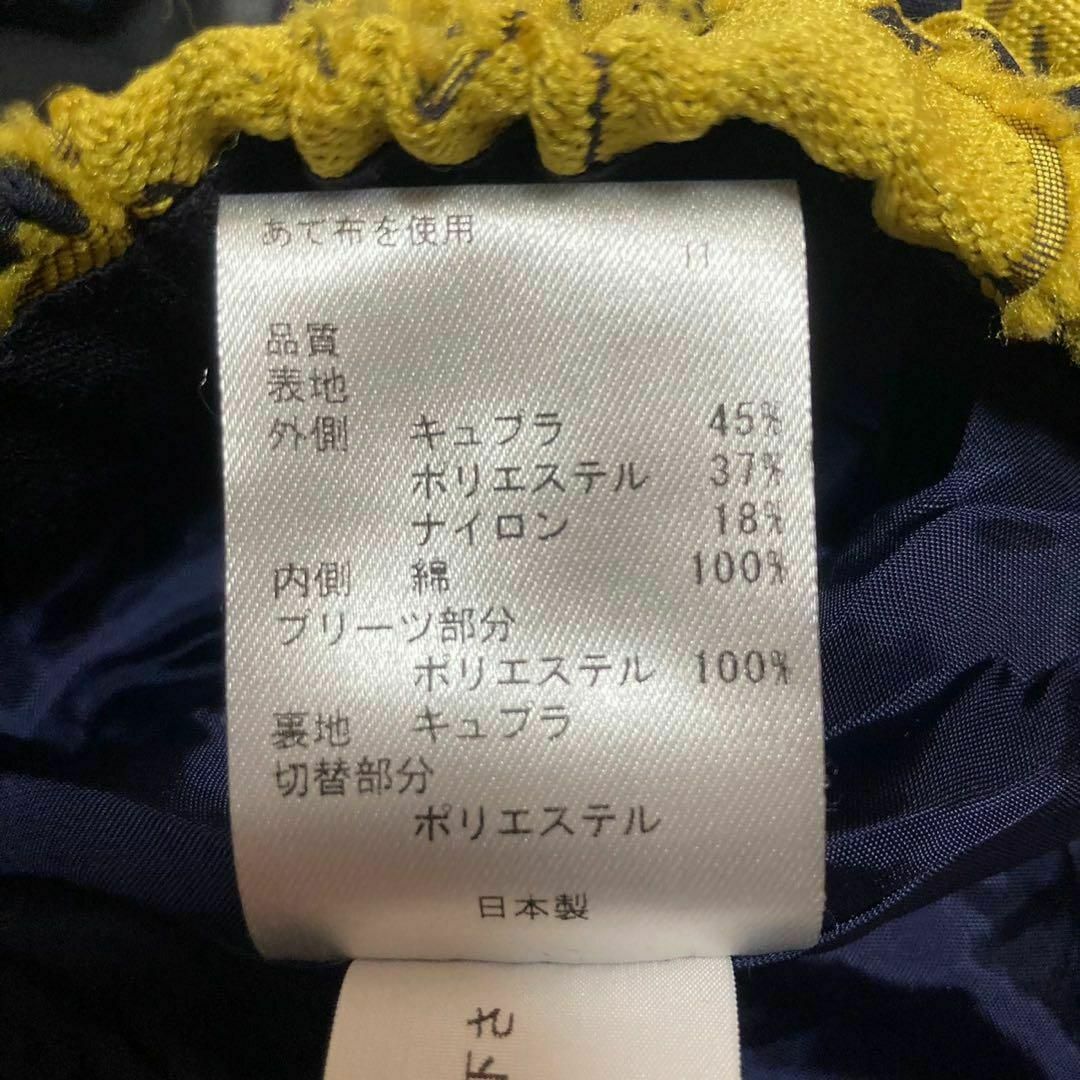 あて布を使用
11
品質
表地
外側 キュプラ 45%
ポリエステル 37%
ナイロン 18%
内側 綿 100%
プリーツ部分
ポリエステル 100%
裏地 キュプラ
切替部分
ポリエステル
日本製